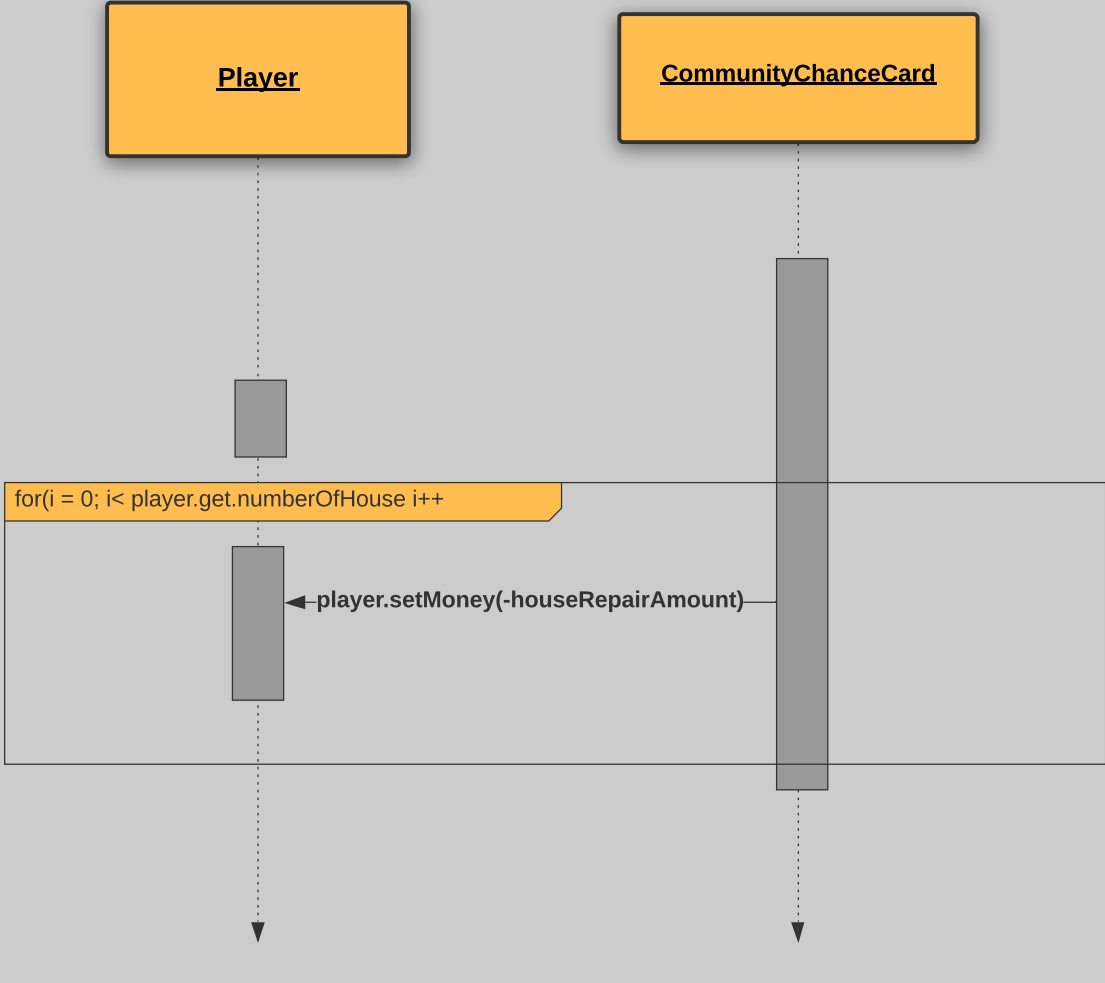 Player
CommunityChanceCard
for(i = 0; i< player.get.numberOfHouse i++
player.setMoney(-houseRepairAmount)